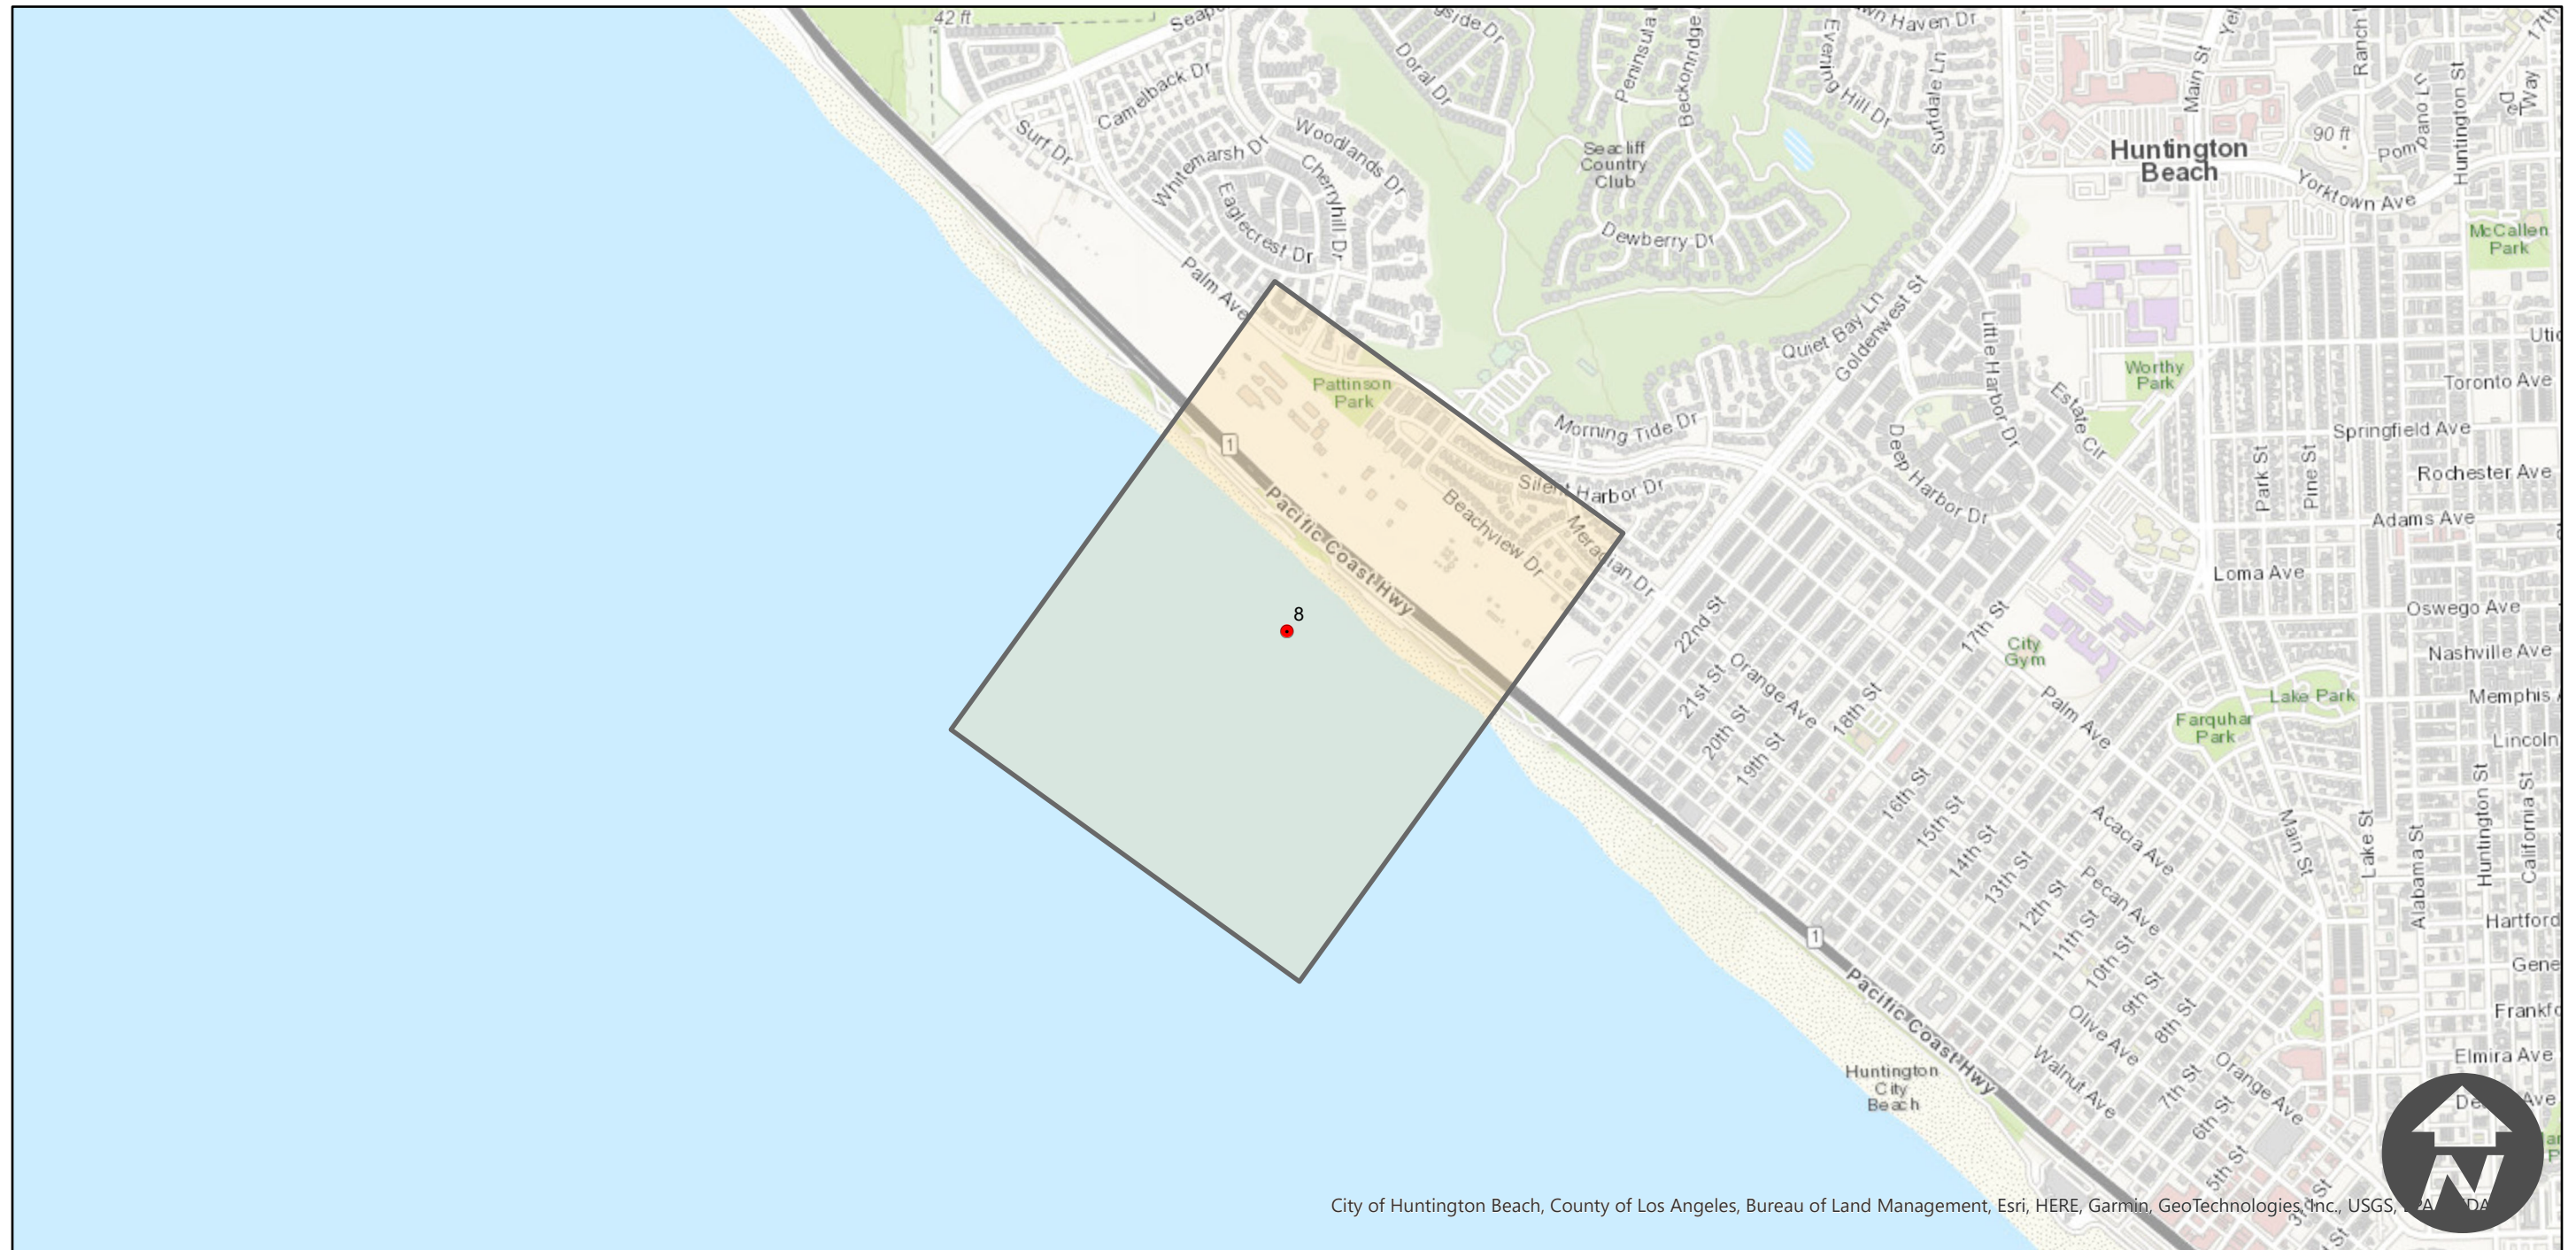 42 ft
Camelback Dr
Doral Dr
Beckonridge
Evening Hill Dr
Surfdale Ln
Main St
Huntington St
17th
Way
Surf Dr
Whitemarsh Dr
Woodlands Dr
Cherryhill Dr
Eaglecrest Dr
Seacliff
Country
Club
Dewberry Dr
Huntington
Beach
90 ft
Yorktown Ave
McCallen
Park
Palm Ave
Quiet Bay Ln
Goldenwest St
Little Harbor Dr
Worthy
Park
Toronto Ave
Estate Cir
Springfield Ave
Pattinson
Park
Morning Tide Dr
Deep Harbor Dr
Park St
Pine St
Rochester Ave
1
Silent Harbor Dr
Adams Ave
Pacific Coast Hwy
Beachview Dr
Meridian Dr
Loma Ave
8
22nd St
17th St
Oswego Ave
City
Gym
Nashville Ave
21st St
Orange Ave
20th St
19th St
18th St
Palm Ave
Lake Park
Memphis
Farquhar
Park
Lincoln
16th St
15th St
14th St
13th St
12th St
11th St
10th St
9th St
8th St
7th St
6th St
5th St
3rd St
Acacia Ave
Pecan Ave
Main St
Lake St
Alabama St
Huntington St
California St
Hartford
1
Pacific Coast Hwy
Olive Ave
Walnut Ave
Orange Ave
Elmira Ave
Ave
Huntington
City
Beach
N
City of Huntington Beach, County of Los Angeles, Bureau of Land Management, Esri, HERE, Garmin, GeoTechnologies, Inc., USGS,